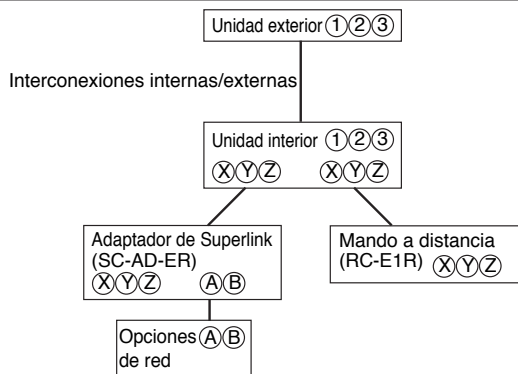 Unidad exterior ①②③
Interconexiones internas/externas
Unidad interior ①②③
ⓍⓎⓏ ⓍⓎⓏ
Adaptador de Superlink
(SC-AD-ER)
ⓍⓎⓏ ⒶⒷ
Mando a distancia
(RC-E1R) ⓍⓎⓏ
Opciones ⒶⒷ
de red